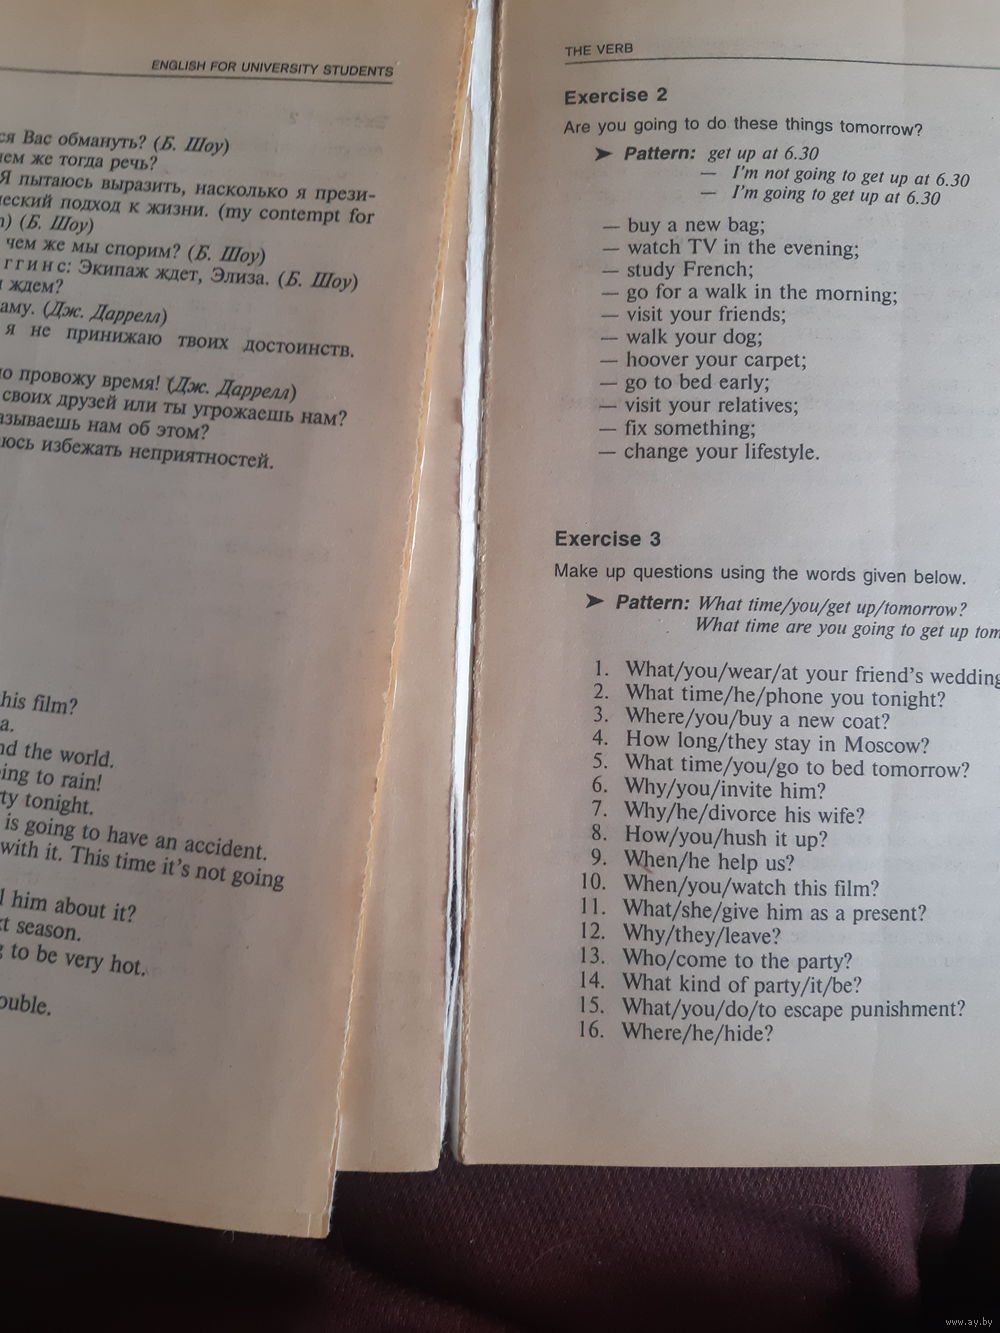 ENGLISH FOR UNIVERSITY STUDENTS
ся Вас обмануть? (Б. Шоу)
чем же тогда речь?
Я пытаюсь выразить, насколько я прези-
ческий подход к жизни. (my contempt for
n) (Б. Шоу)
чем же мы спорим? (Б. Шоу)
ггинс: Экипаж ждет, Элиза. (Б. Шоу)
ждем?
аму. (Дж. Даррелл)
я не принижаю твоих достоинств.
но провожу время! (Дж. Даррелл)
своих друзей или ты угрожаешь нам?
азываешь нам об этом?
юсь избежать неприятностей.
his film?
a.
nd the world.
ing to rain!
ty tonight.
is going to have an accident.
with it. This time it's not going
l him about it?
t season.
to be very hot.
ouble.
THE VERB
Exercise 2
Are you going to do these things tomorrow?
➤ Pattern: get up at 6.30
— I'm not going to get up at 6.30
— I'm going to get up at 6.30
— buy a new bag;
— watch TV in the evening;
— study French;
— go for a walk in the morning;
— visit your friends;
— walk your dog;
— hoover your carpet;
— go to bed early;
— visit your relatives;
— fix something;
— change your lifestyle.
Exercise 3
Make up questions using the words given below.
➤ Pattern: What time/you/get up/tomorrow?
What time are you going to get up tom
1. What/you/wear/at your friend's wedding
2. What time/he/phone you tonight?
3. Where/you/buy a new coat?
4. How long/they stay in Moscow?
5. What time/you/go to bed tomorrow?
6. Why/you/invite him?
7. Why/he/divorce his wife?
8. How/you/hush it up?
9. When/he help us?
10. When/you/watch this film?
11. What/she/give him as a present?
12. Why/they/leave?
13. Who/come to the party?
14. What kind of party/it/be?
15. What/you/do/to escape punishment?
16. Where/he/hide?
www.ay.by